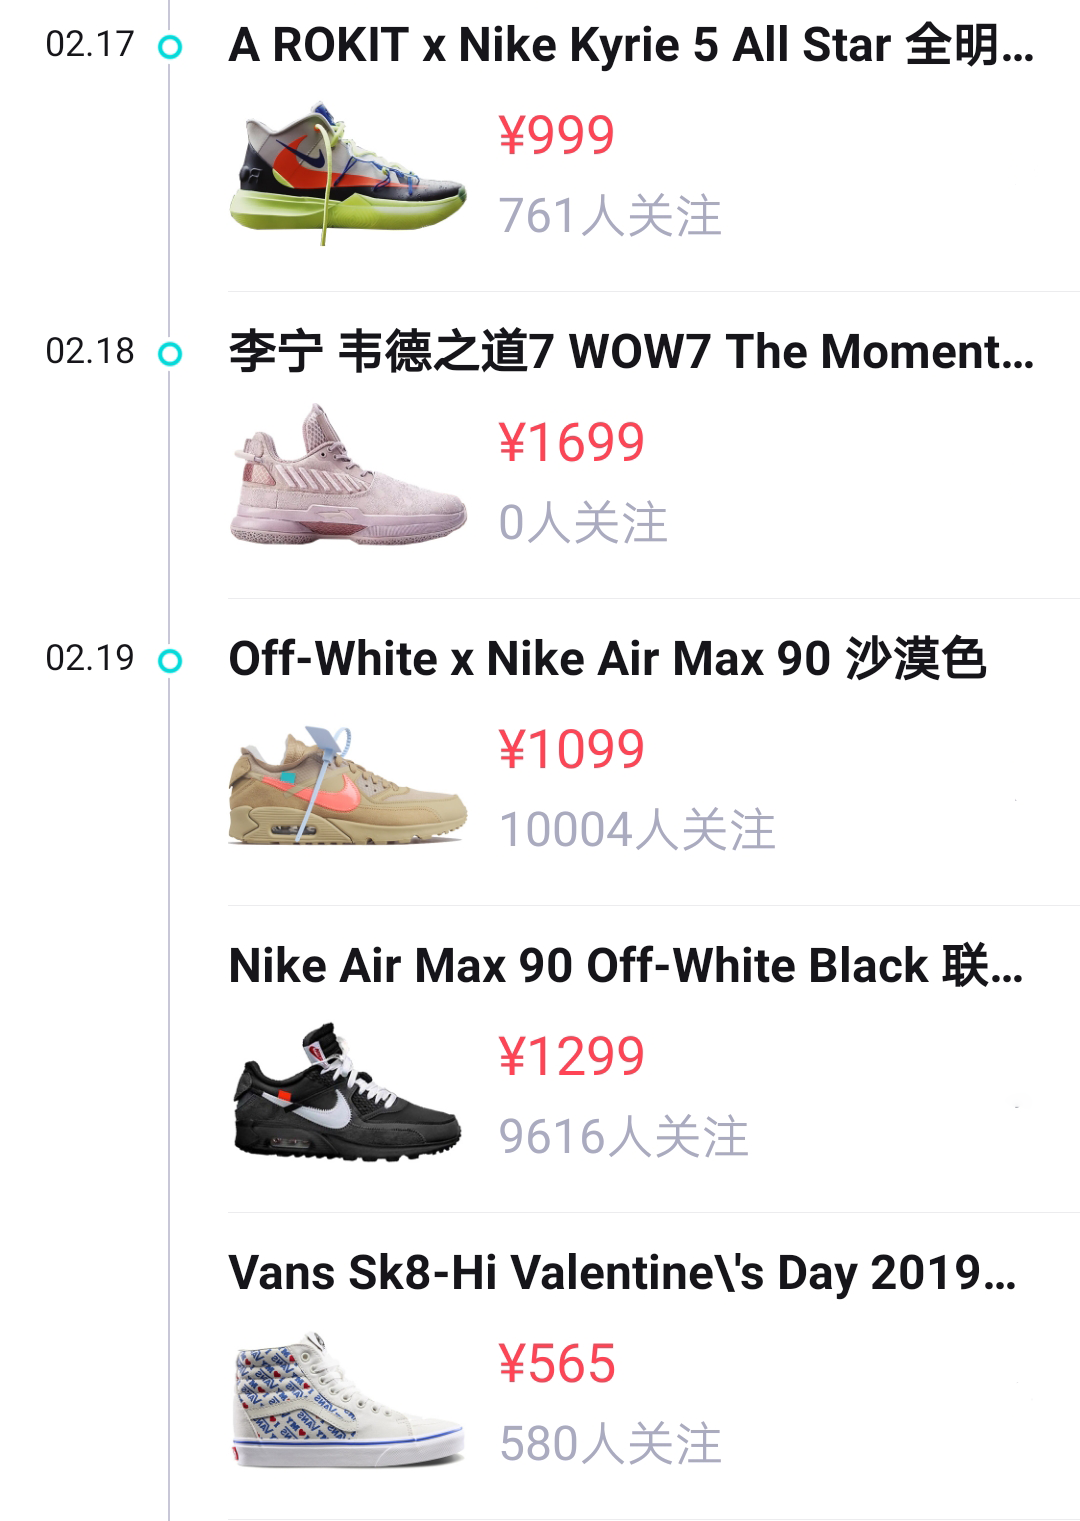 02.17
A ROKIT x Nike Kyrie 5 All Star 全明...
¥999
761人关注
02.18
李宁 韦德之道7 WOW7 The Moment...
¥1699
0人关注
02.19
Off-White x Nike Air Max 90 沙漠色
¥1099
10004人关注
Nike Air Max 90 Off-White Black 联...
¥1299
9616人关注
Vans Sk8-Hi Valentine\'s Day 2019...
¥565
580人关注